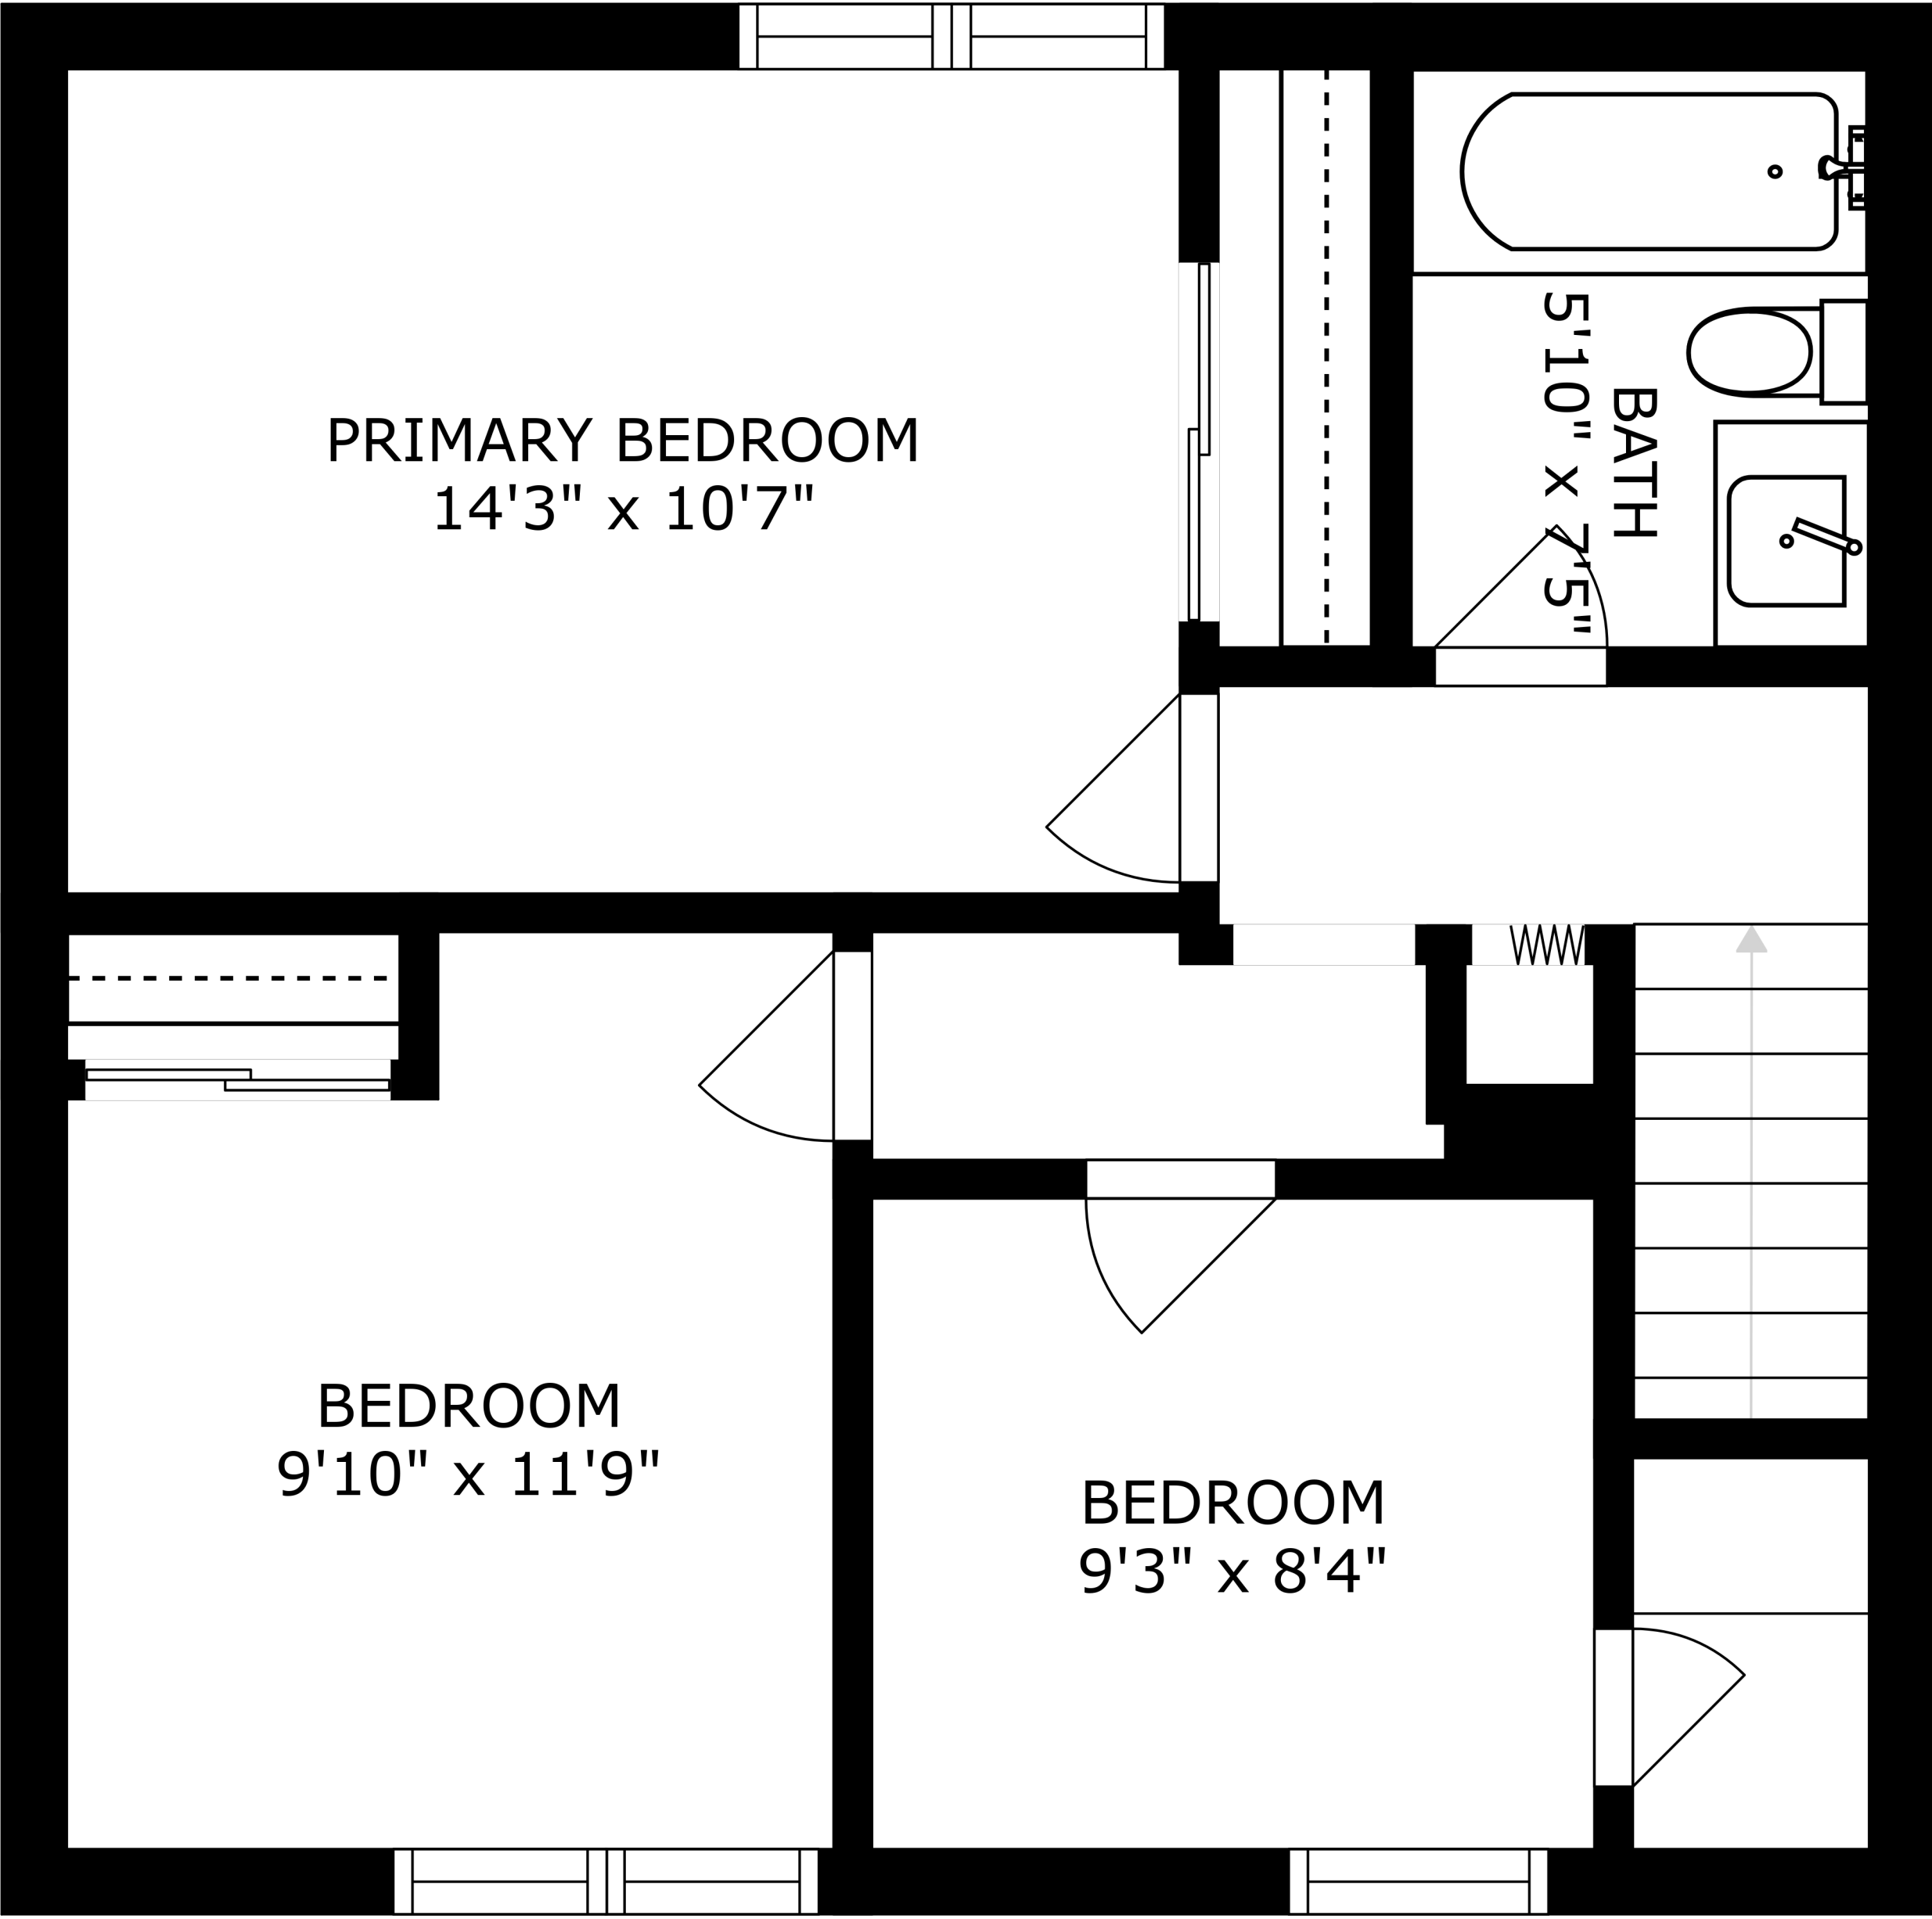 PRIMARY BEDROOM
14'3" x 10'7"
BATH
5'10" x 7'5"
BEDROOM
9'10" x 11'9"
BEDROOM
9'3" x 8'4"